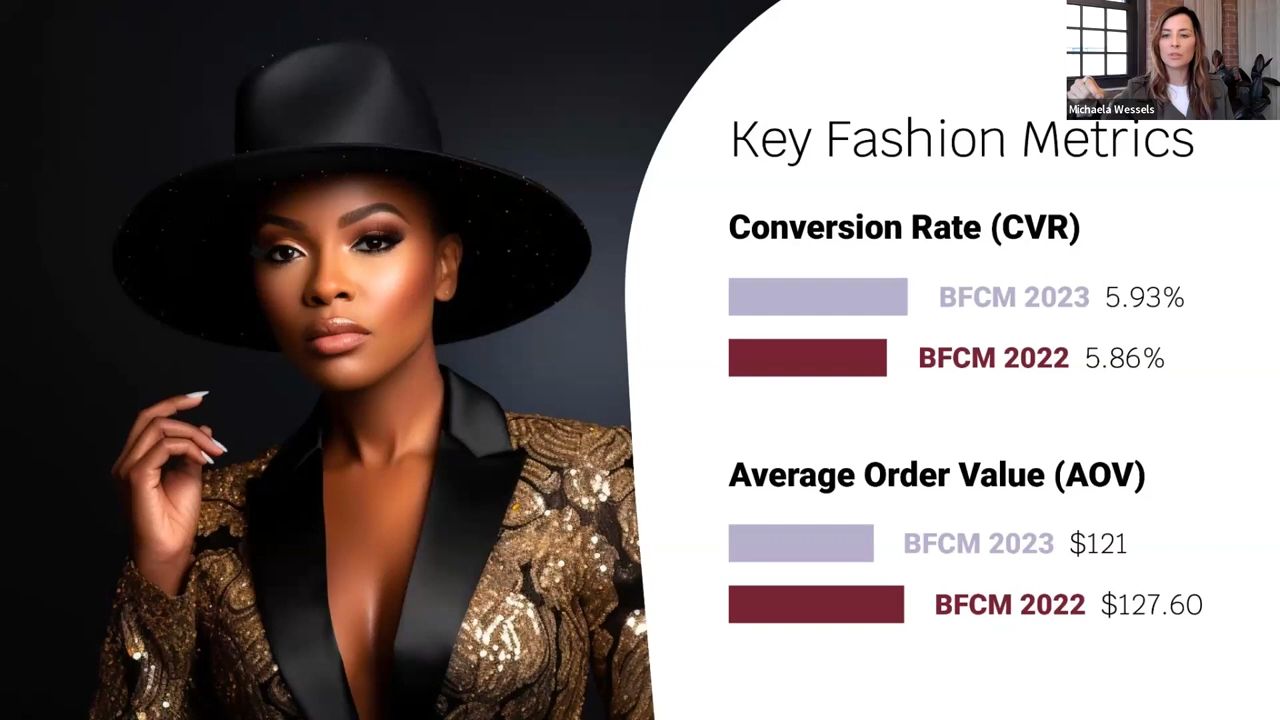 Michaela Wessels
Key Fashion Metrics
Conversion Rate (CVR)
BFCM 2023 5.93%
BFCM 2022 5.86%
Average Order Value (AOV)
BFCM 2023 $121
BFCM 2022 $127.60